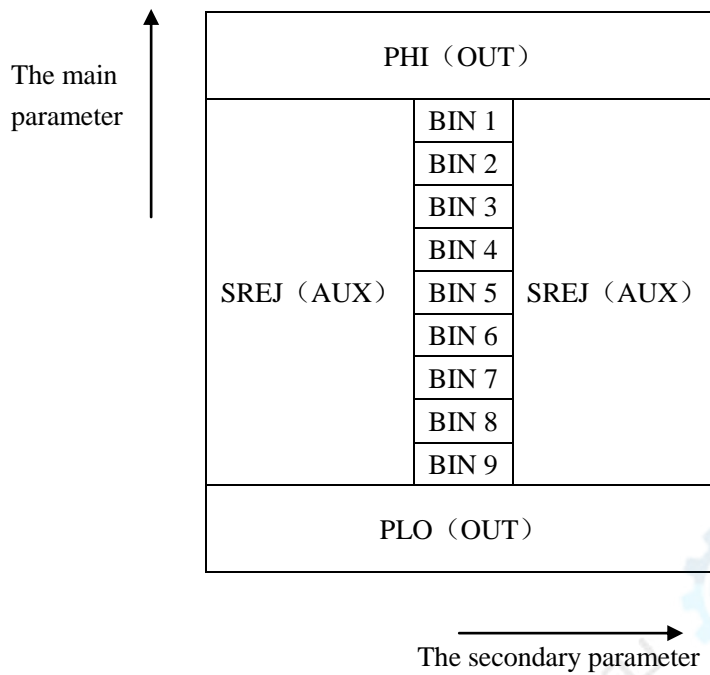 PHI（OUT）
The main
parameter
BIN 1
BIN 2
BIN 3
BIN 4
SREJ（AUX）
BIN 5
SREJ（AUX）
BIN 6
BIN 7
BIN 8
BIN 9
PLO（OUT）
The secondary parameter